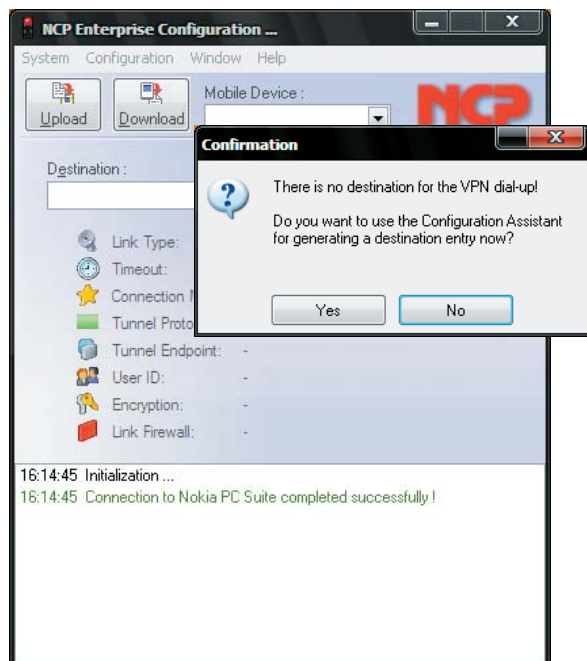 NCP Enterprise Configuration ...
System Configuration Window Help
Upload Download Mobile Device :
NCP
Confirmation
There is no destination for the VPN dial-up!
Do you want to use the Configuration Assistant
for generating a destination entry now?
Yes No
Destination :
Link Type:
Timeout:
Connection
Tunnel Proto
Tunnel Endpoint: -
User ID: -
Encryption: -
Link Firewall: -
16:14:45 Initialization ...
16:14:45 Connection to Nokia PC Suite completed successfully !